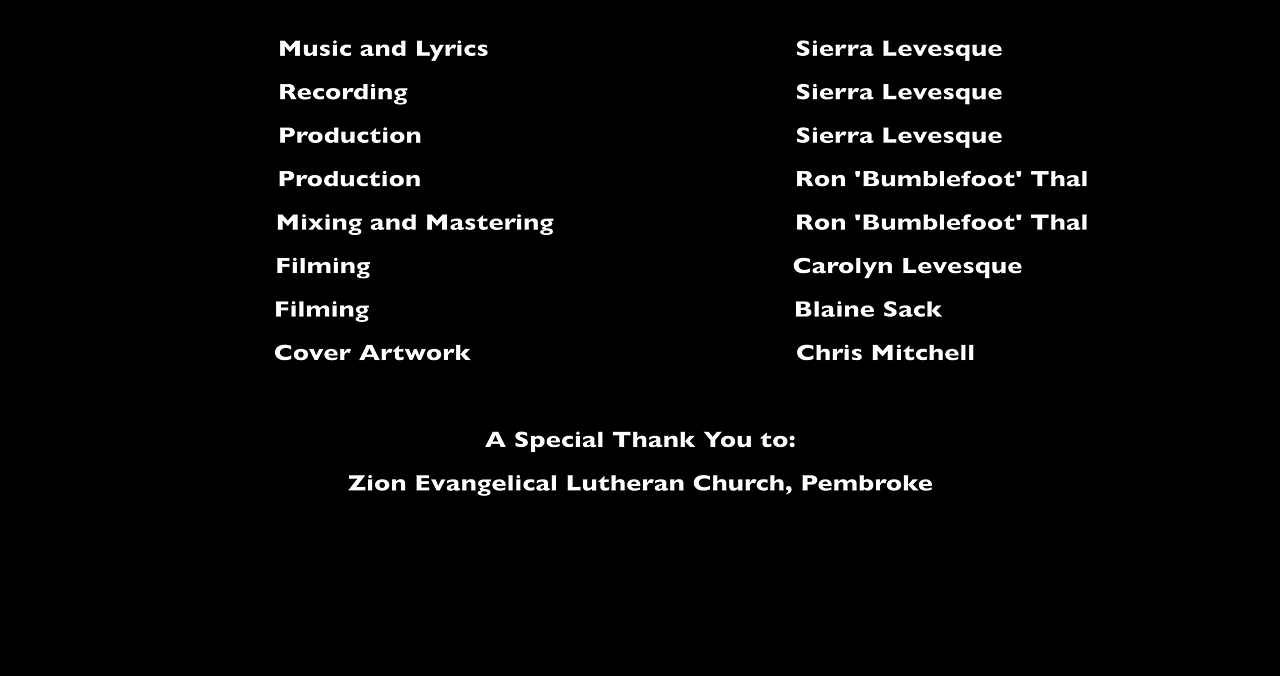 Music and Lyrics Sierra Levesque
Recording Sierra Levesque
Production Sierra Levesque
Production Ron 'Bumblefoot' Thal
Mixing and Mastering Ron 'Bumblefoot' Thal
Filming Carolyn Levesque
Filming Blaine Sack
Cover Artwork Chris Mitchell
A Special Thank You to:
Zion Evangelical Lutheran Church, Pembroke